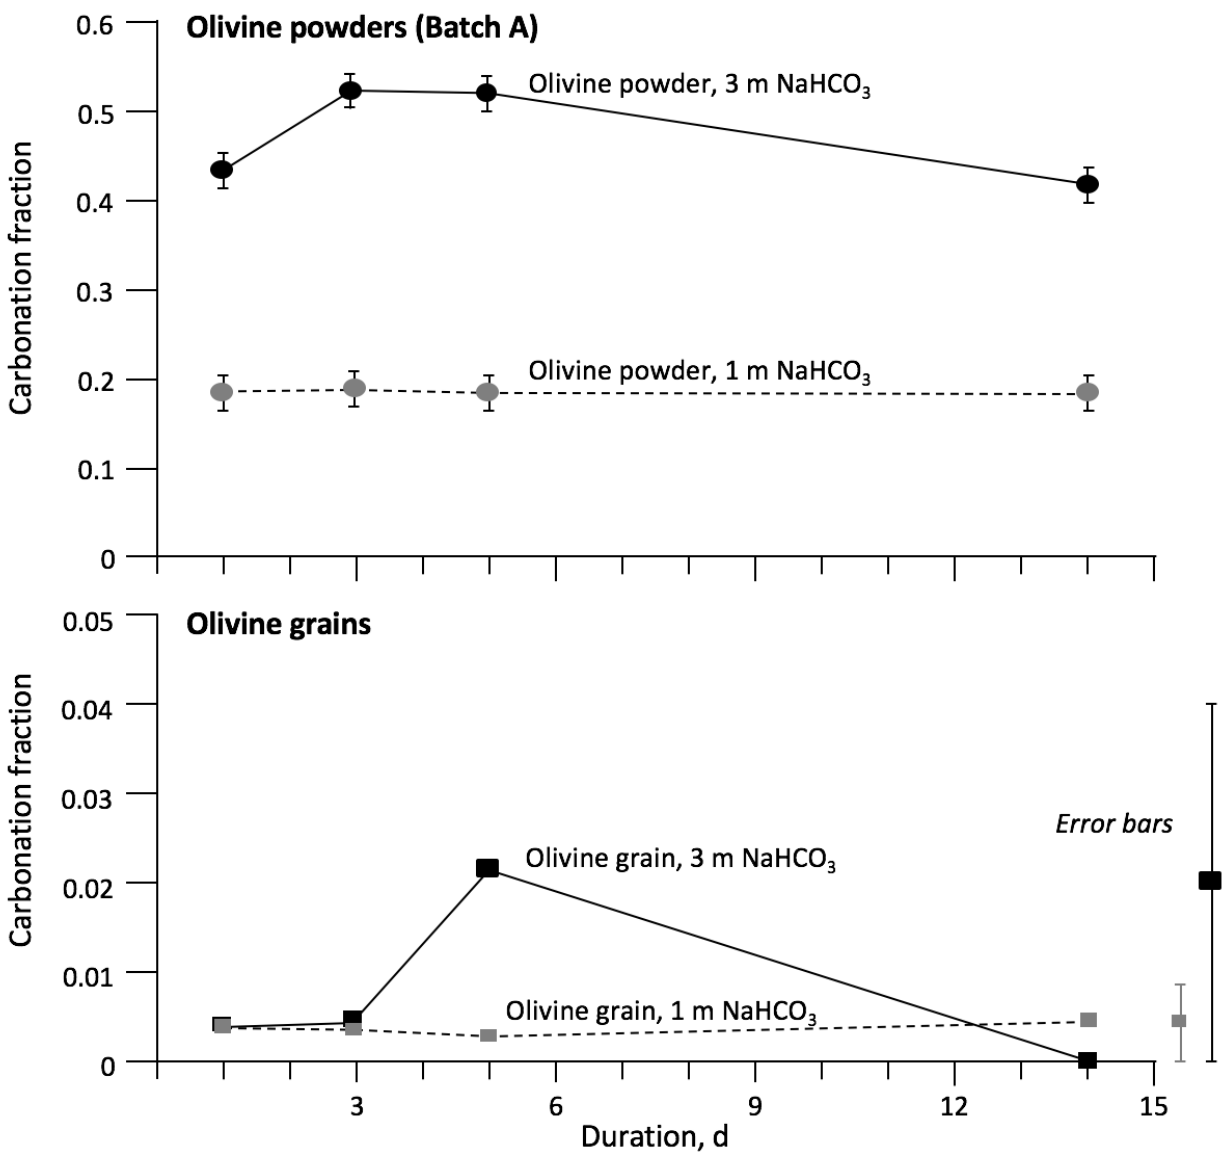 Olivine powders (Batch A)
0.6
Olivine powder, 3 m NaHCO₃
0.5
0.4
0.3
Olivine powder, 1 m NaHCO₃
0.2
0.1
0
Carbonation fraction
Olivine grains
0.05
0.04
0.03
Error bars
Olivine grain, 3 m NaHCO₃
0.02
0.01
Olivine grain, 1 m NaHCO₃
0
Carbonation fraction
3 6 9 12 15
Duration, d